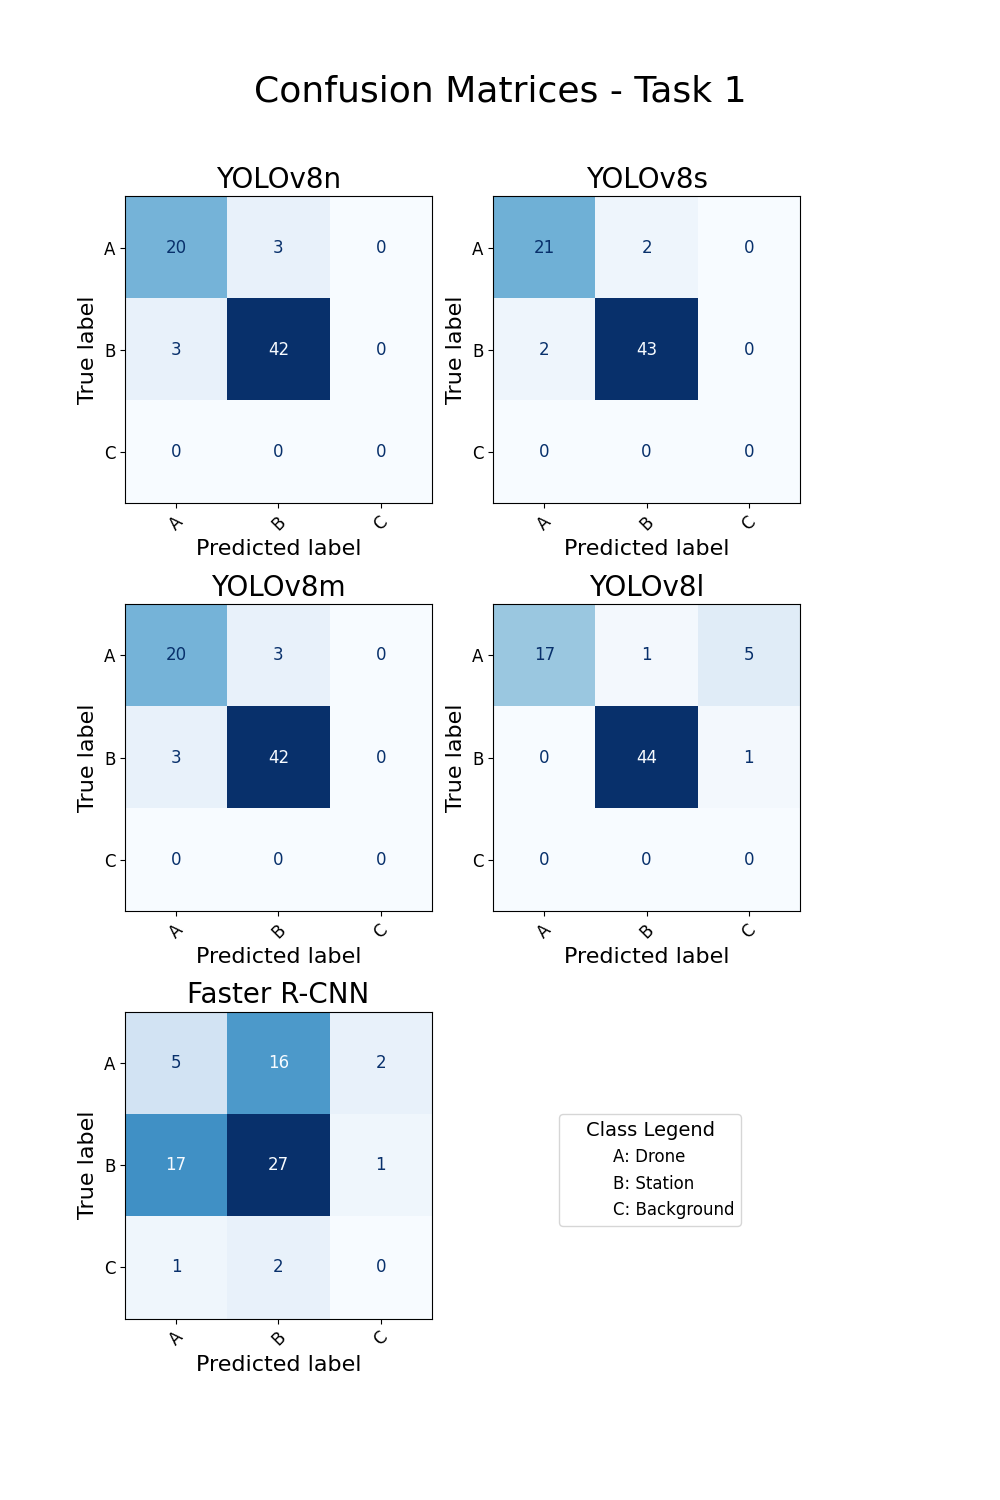 Confusion Matrices - Task 1
YOLOv8n
True label
A 20 3 0
B 3 42 0
C 0 0 0
A B C
Predicted label
YOLOv8s
True label
A 21 2 0
B 2 43 0
C 0 0 0
A B C
Predicted label
YOLOv8m
True label
A 20 3 0
B 3 42 0
C 0 0 0
A B C
Predicted label
YOLOv8l
True label
A 17 1 5
B 0 44 1
C 0 0 0
A B C
Predicted label
Faster R-CNN
True label
A 5 16 2
B 17 27 1
C 1 2 0
A B C
Predicted label
Class Legend
A: Drone
B: Station
C: Background